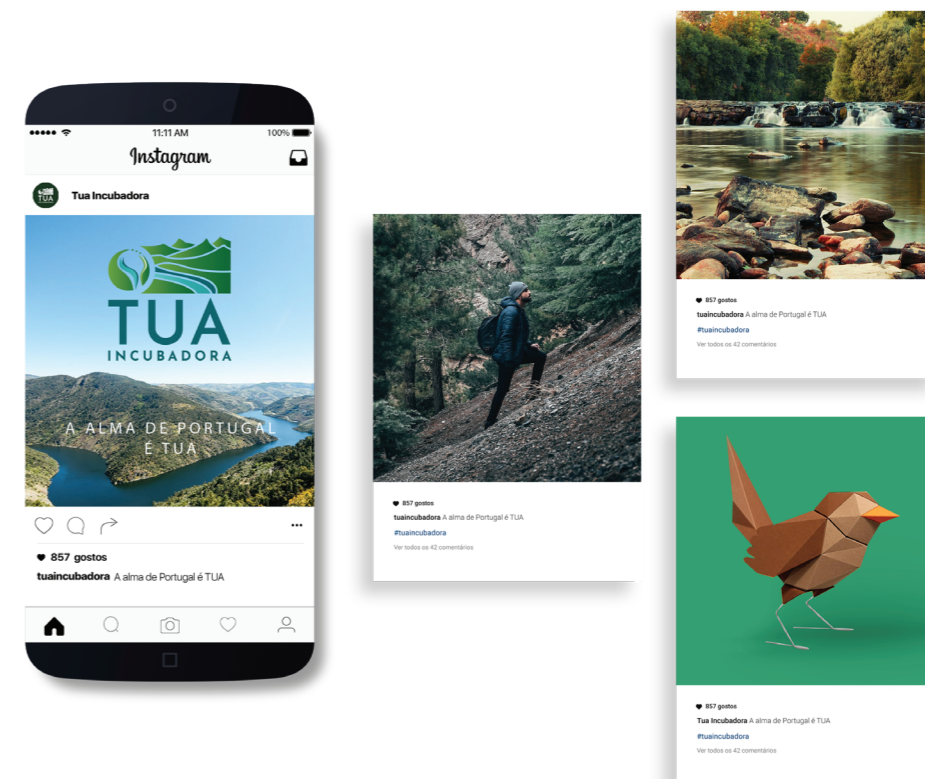 11:11 AM
100%
Instagram
TUA
Tua Incubadora
TUA
INCUBADORA
A ALMA DE PORTUGAL
É TUA
857 gostos
tuaincubadora A alma de Portugal é TUA
857 gostos
tuaincubadora A alma de Portugal é TUA
#tuaincubadora
Ver todos os 42 comentários
857 gostos
tuaincubadora A alma de Portugal é TUA
#tuaincubadora
Ver todos os 42 comentários
857 gostos
Tua Incubadora A alma de Portugal é TUA
#tuaincubadora
Ver todos os 42 comentários